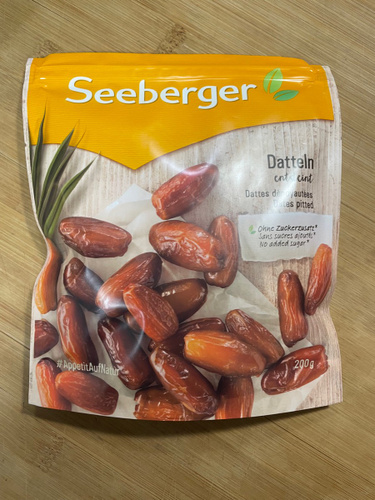 Seeberger
Datteln
entsteint
Dattes dénoyautées
Dates pitted
Ohne Zuckerzusatz*
Sans sucres ajoutés*
No added sugar*
#AppetitAufNatur
200g